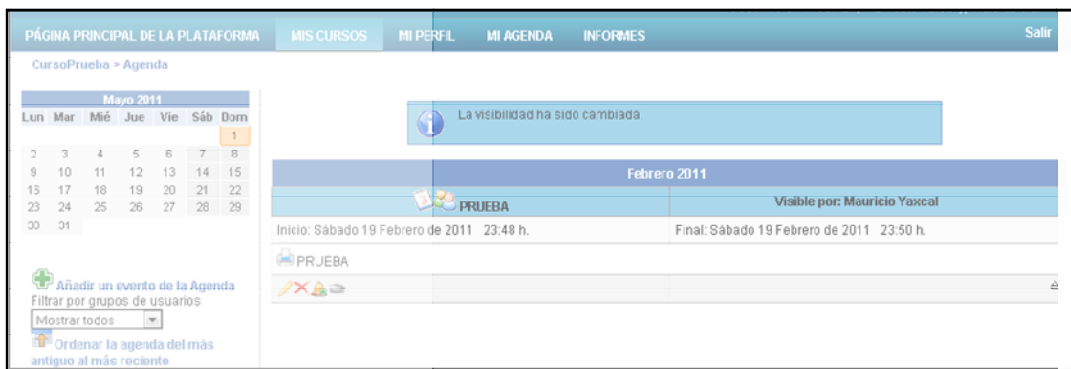 PÁGINA PRINCIPAL DE LA PLATAFORMA MIS CURSOS MI PERFIL MI AGENDA INFORMES Salir
CursoPrueba > Agenda
Mayo 2011
Lun Mar Mié Jue Vie Sáb Dom
1
2 3 4 5 6 7 8
9 10 11 12 13 14 15
16 17 18 19 20 21 22
23 24 25 26 27 28 29
30 31
Añadir un evento de la Agenda
Filtrar por grupos de usuarios
Mostrar todos
Ordenar la agenda del más
antiguo al más reciente
La visibilidad ha sido cambiada
Febrero 2011
PRUEBA Visible por: Mauricio Yaxcal
Inicio: Sábado 19 Febrero de 2011 23:48 h. Final: Sábado 19 Febrero de 2011 23:50 h.
PRUEBA